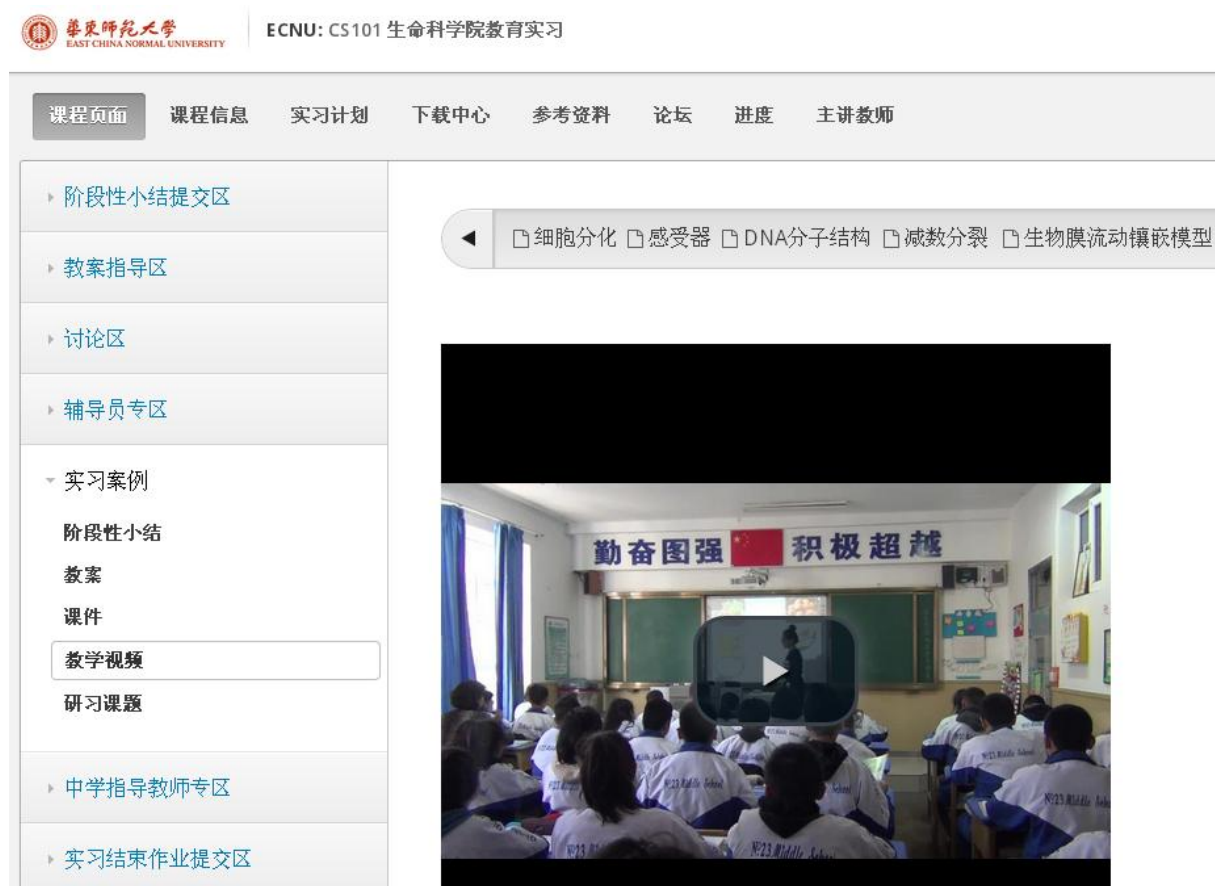 華東師範大學
EAST CHINA NORMAL UNIVERSITY
ECNU: CS101 生命科学院教育实习
课程页面 课程信息 实习计划 下载中心 参考资料 论坛 进度 主讲教师
阶段性小结提交区
教案指导区
讨论区
辅导员专区
实习案例
阶段性小结
教案
课件
教学视频
研习课题
中学指导教师专区
实习结束作业提交区
细胞分化 感受器 DNA分子结构 减数分裂 生物膜流动镶嵌模型
勤奋图强 积极超越
№23 Middle School